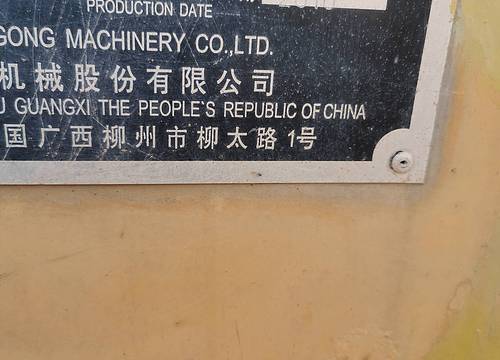 PRODUCTION DATE
GONG MACHINERY CO.,LTD.
机械股份有限公司
U GUANGXI THE PEOPLE`S REPUBLIC OF CHINA
国广西柳州市柳太路 1号